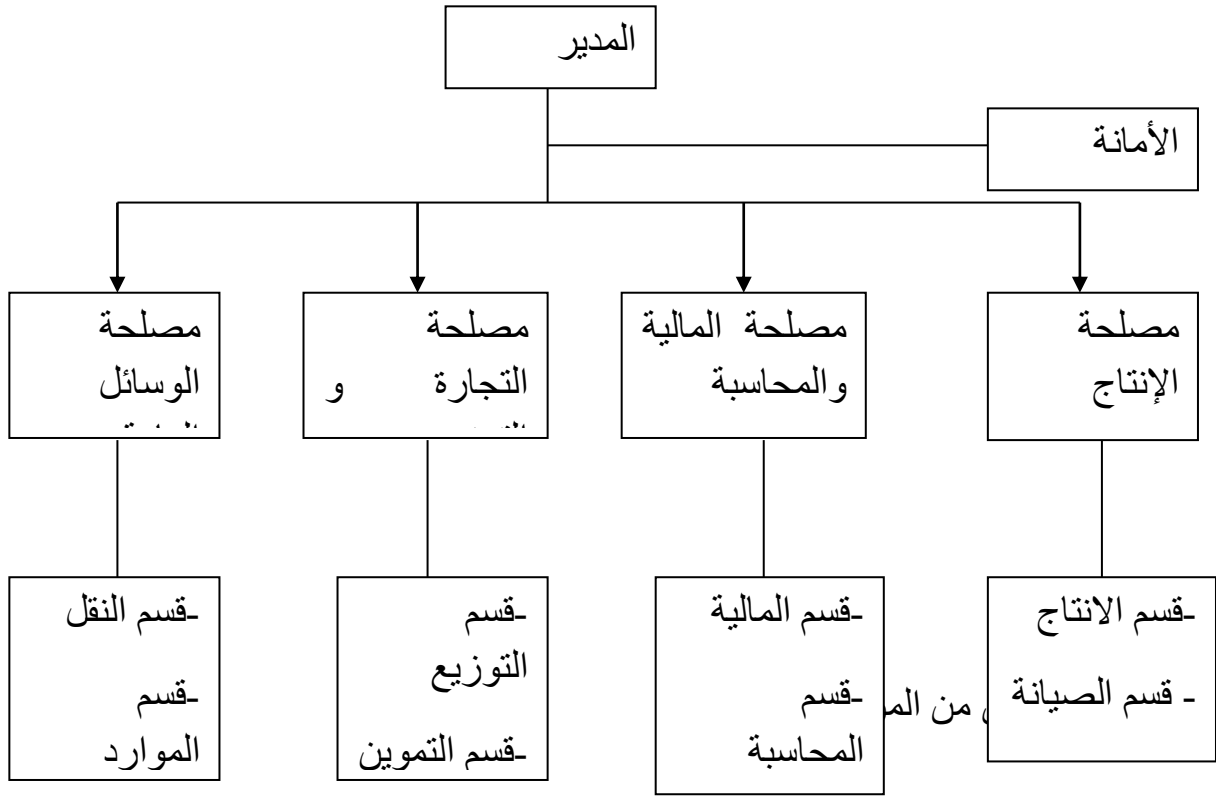 المدير
الأمانة
مصلحة
الإنتاج
مصلحة المالية
والمحاسبة
مصلحة
التجارة و
مصلحة
الوسائل
-قسم الانتاج
- قسم الصيانة
-قسم المالية
-قسم
المحاسبة
من
-قسم
التوزيع
-قسم التموين
-قسم النقل
-قسم
الموارد